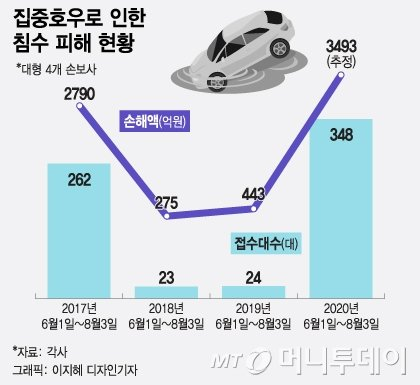 집중호우로 인한
침수 피해 현황
*대형 4개 손보사
3493
(추정)
2790
손해액(억원)
348
262
275
443
접수대수(대)
23
24
2017년
6월1일~8월3일
2018년
6월1일~8월3일
2019년
6월1일~8월3일
2020년
6월1일~8월3일
*자료: 각사
그래픽: 이지혜 디자인기자
MT 머니투데이